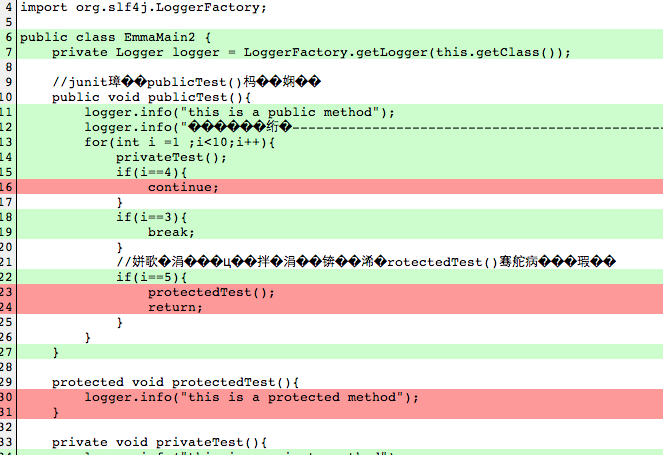 4 import org.slf4j.LoggerFactory;
5
6 public class EmmaMain2 {
7     private Logger logger = LoggerFactory.getLogger(this.getClass());
8
9     //junit璋��publicTest()杩��娴��
10     public void publicTest(){
11         logger.info("this is a public method");
12         logger.info("������绗�------------------------------------------------
13         for(int i =1 ;i<10;i++){
14             privateTest();
15             if(i==4){
16                 continue;
17             }
18             if(i==3){
19                 break;
20             }
21             //姘歌�涓���ц��拌�涓��锛��浠�rotectedTest()骞舵病���瑕��
22             if(i==5){
23                 protectedTest();
24                 return;
25             }
26         }
27     }
28
29     protected void protectedTest(){
30         logger.info("this is a protected method");
31     }
32
33     private void privateTest(){